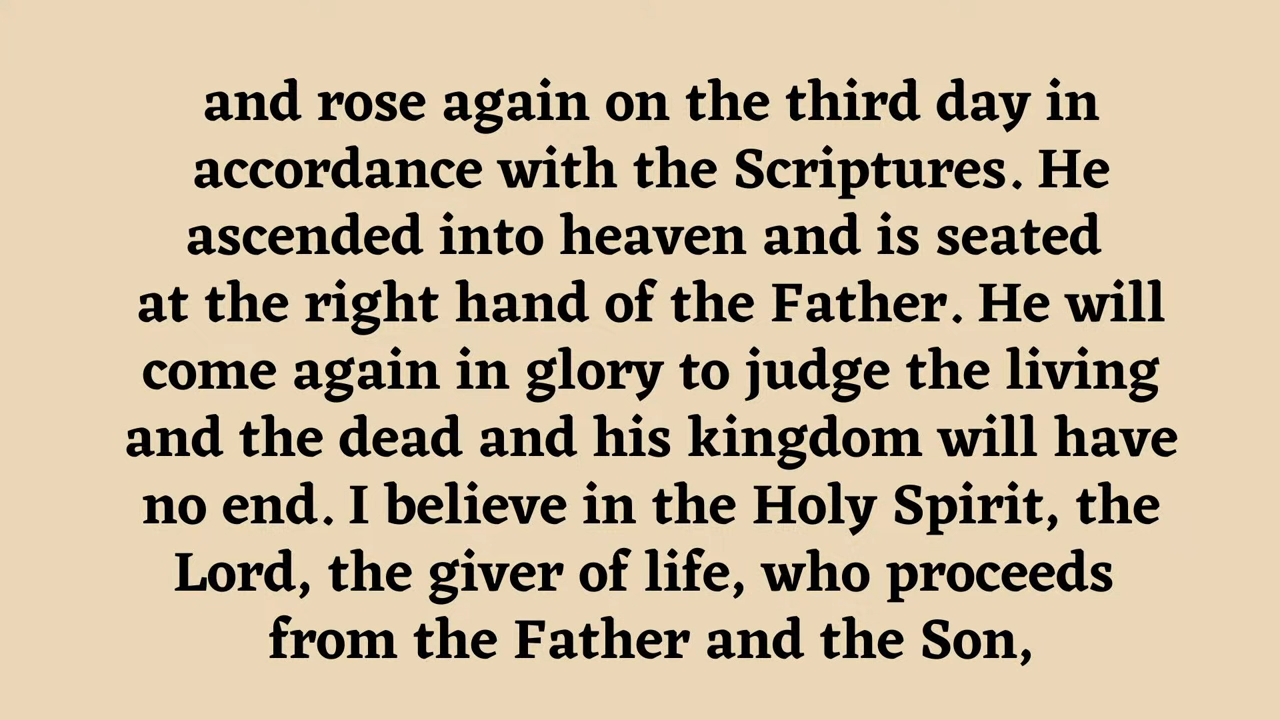 and rose again on the third day in
accordance with the Scriptures. He
ascended into heaven and is seated
at the right hand of the Father. He will
come again in glory to judge the living
and the dead and his kingdom will have
no end. I believe in the Holy Spirit, the
Lord, the giver of life, who proceeds
from the Father and the Son,